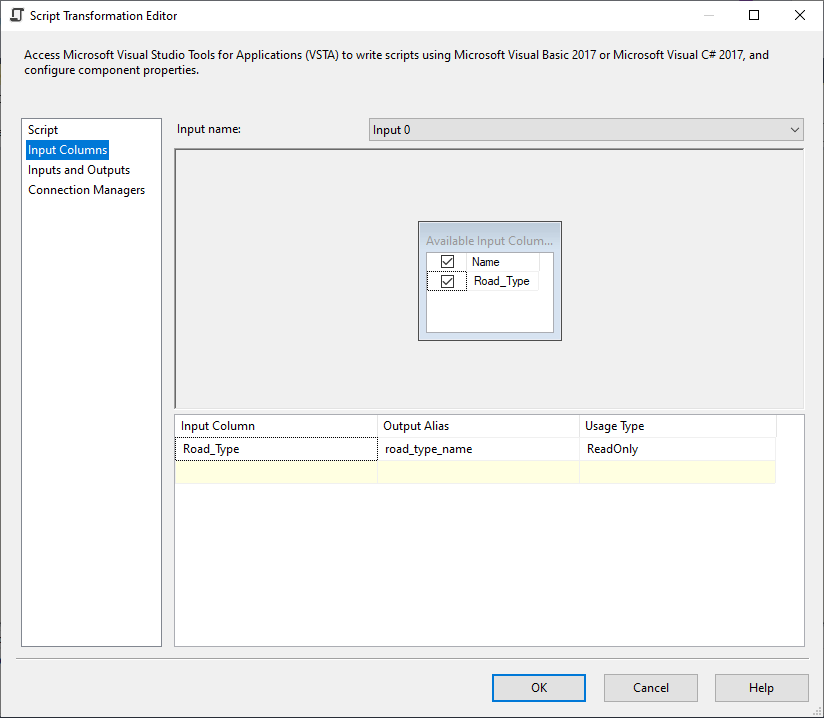 Script Transformation Editor
Access Microsoft Visual Studio Tools for Applications (VSTA) to write scripts using Microsoft Visual Basic 2017 or Microsoft Visual C# 2017, and
configure component properties.
Script
Input Columns
Inputs and Outputs
Connection Managers
Input name:
Input 0
Available Input Colum...
Name
Road_Type
Input Column Output Alias Usage Type
Road_Type road_type_name ReadOnly
OK Cancel Help